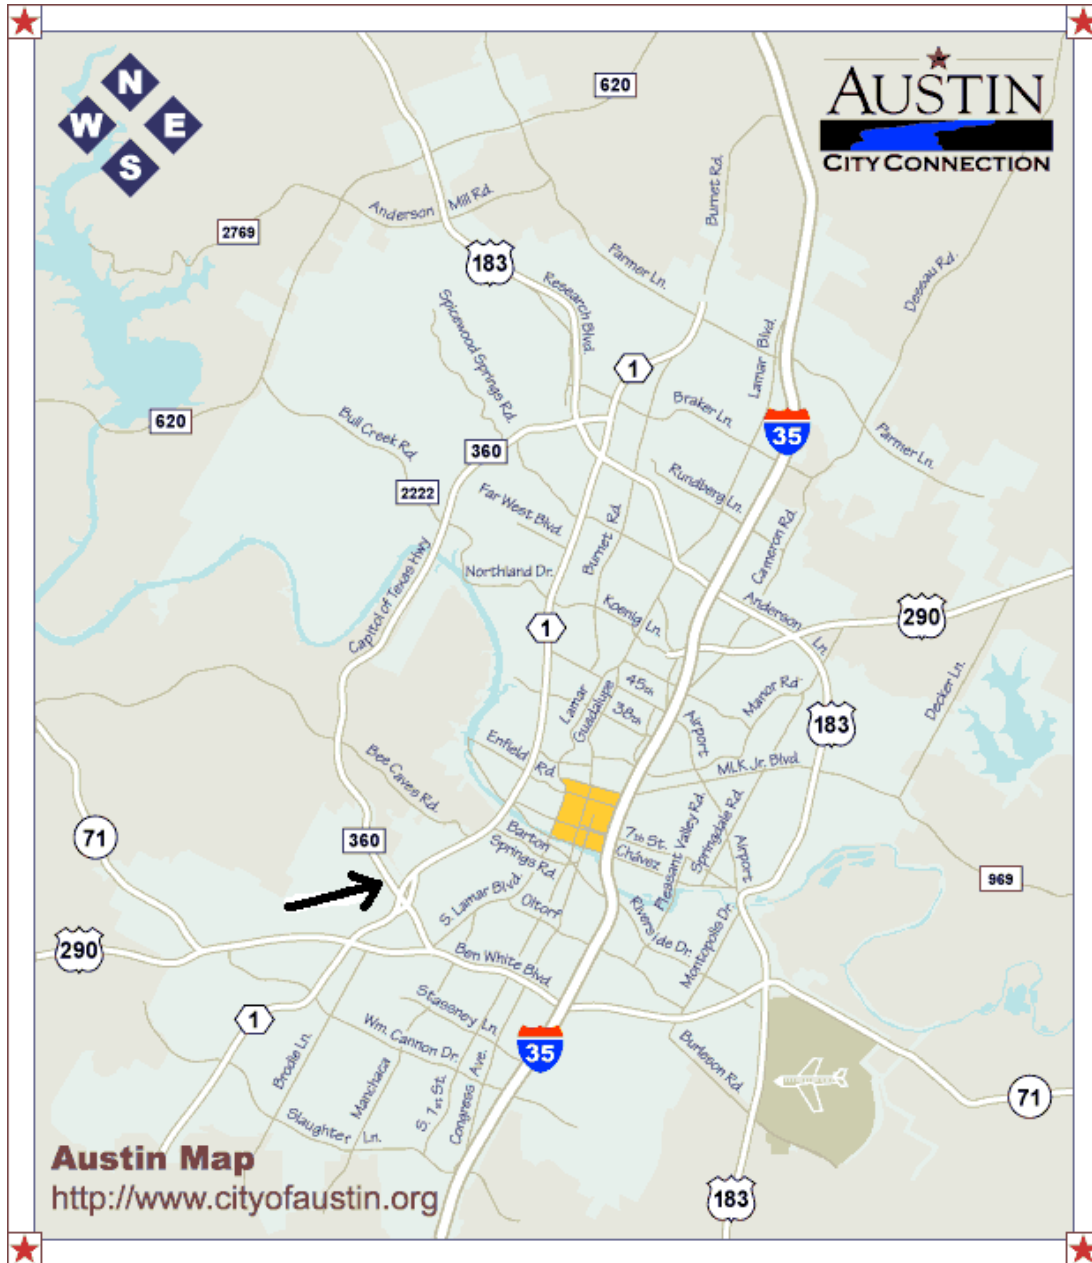 N
W E
S
AUSTIN
CITY CONNECTION
620
Burnet Rd.
Anderson Mill Rd.
2769
183
Parmer Ln.
Dessau Rd.
Research Blvd.
Spicewood Springs Rd.
Lamar Blvd.
1
Braker Ln.
620
Bull Creek Rd.
360
35
Parmer Ln.
2222
Far West Blvd.
Rundberg Ln.
Burnet Rd
Cameron Rd.
Capitol of Texas Hwy
Northland Dr.
Koenig Ln.
Anderson Ln.
290
1
Lamar
Guadalupe
45th
38th
Manor Rd
Decker Ln.
Airport
183
Enfield Rd.
Bee Caves Rd.
MLK Jr. Blvd.
71
360
Barton
Springs Rd.
7th St.
Chávez
Pleasant Valley Rd.
Springdale Rd.
Airport
969
S. Lamar Blvd.
Oltorf
Riverside Dr.
Montopolis Dr.
290
Ben White Blvd.
1
Stassney Ln.
Wm. Cannon Dr.
35
Burleson Rd.
Brodie Ln.
Manchaca
S. 1st St.
Congress Ave.
71
Slaughter Ln.
183
Austin Map
http://www.cityofaustin.org